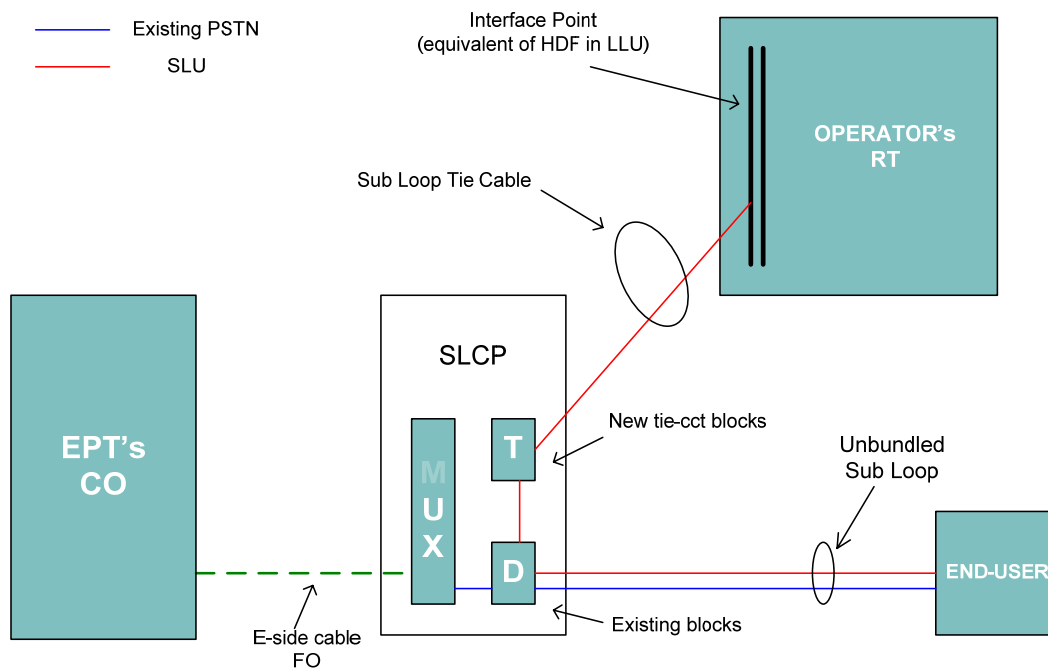 Existing PSTN
SLU
Interface Point
(equivalent of HDF in LLU)
OPERATOR's
RT
Sub Loop Tie Cable
SLCP
EPT's
CO
M
U
X
T
D
New tie-cct blocks
Unbundled
Sub Loop
END-USER
E-side cable
FO
Existing blocks